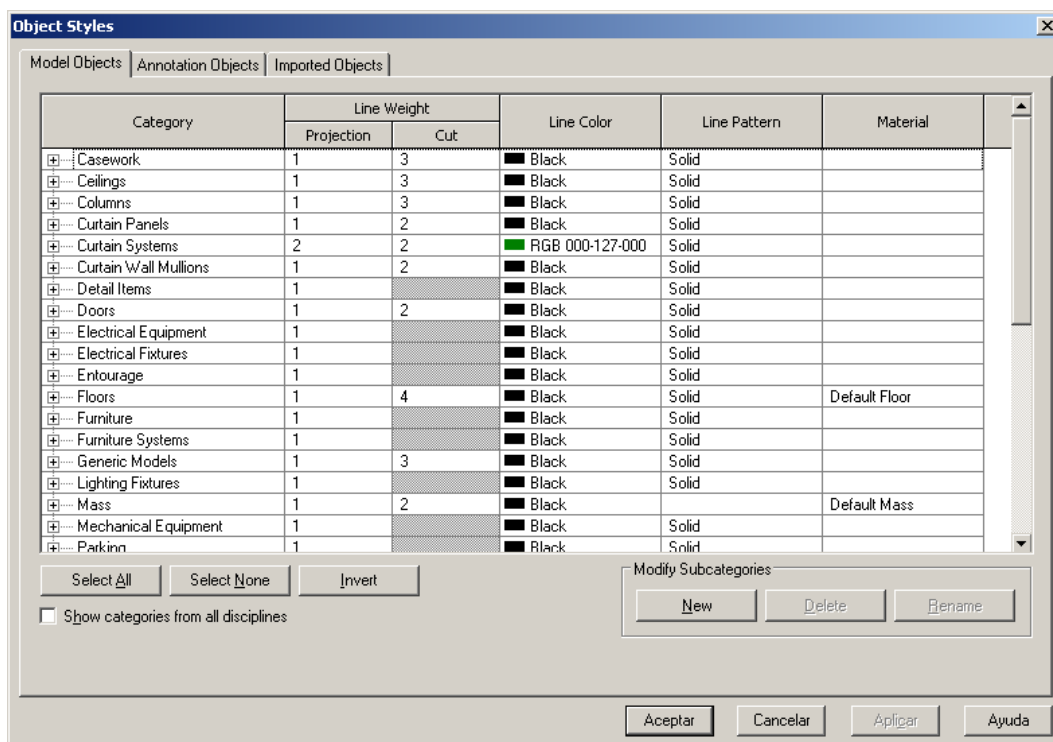 Object Styles
Model Objects Annotation Objects Imported Objects
Category Line Weight Line Color Line Pattern Material
Projection Cut
Casework 1 3 Black Solid
Ceilings 1 3 Black Solid
Columns 1 3 Black Solid
Curtain Panels 1 2 Black Solid
Curtain Systems 2 2 RGB 000-127-000 Solid
Curtain Wall Mullions 1 2 Black Solid
Detail Items 1 Black Solid
Doors 1 2 Black Solid
Electrical Equipment 1 Black Solid
Electrical Fixtures 1 Black Solid
Entourage 1 Black Solid
Floors 1 4 Black Solid Default Floor
Furniture 1 Black Solid
Furniture Systems 1 Black Solid
Generic Models 1 3 Black Solid
Lighting Fixtures 1 Black Solid
Mass 1 2 Black Default Mass
Mechanical Equipment 1 Black Solid
Parking 1 Black Solid
Select All Select None Invert
Modify Subcategories
New Delete Rename
Show categories from all disciplines
Aceptar Cancelar Aplicar Ayuda